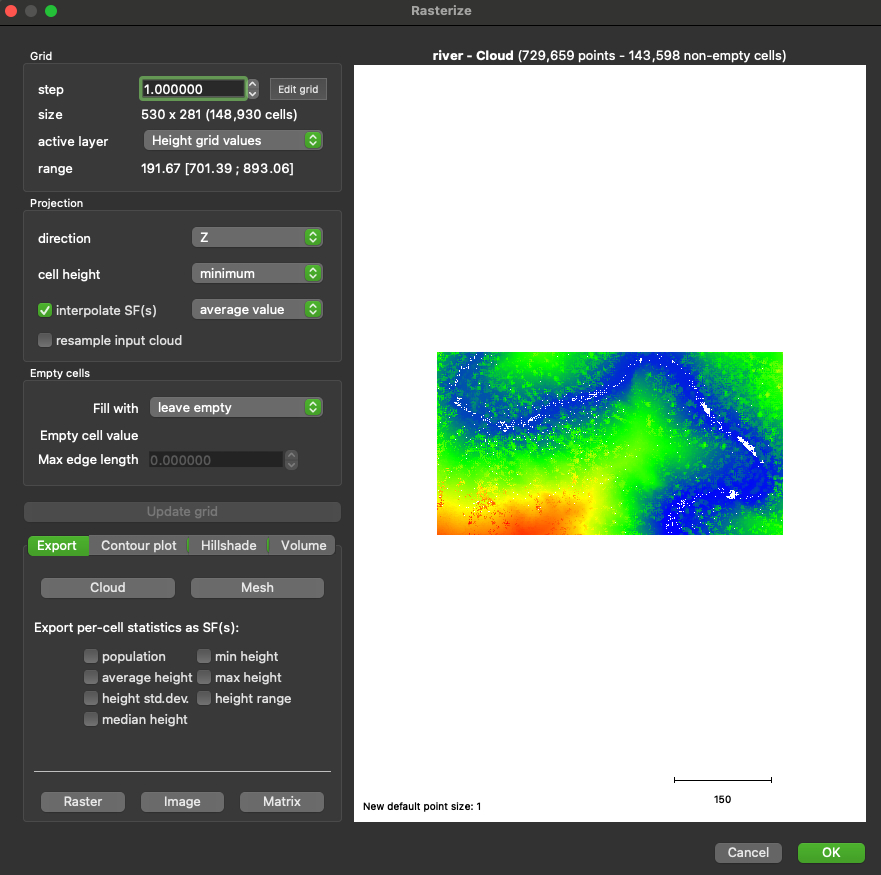 Rasterize
Grid
step
1.000000
Edit grid
size
530 x 281 (148,930 cells)
active layer
Height grid values
range
191.67 [701.39 ; 893.06]
Projection
direction
Z
cell height
minimum
interpolate SF(s)
average value
resample input cloud
Empty cells
Fill with
leave empty
Empty cell value
Max edge length
0.000000
Update grid
Export
Contour plot
Hillshade
Volume
Cloud
Mesh
Export per-cell statistics as SF(s):
population
min height
average height
max height
height std.dev.
height range
median height
Raster
Image
Matrix
river - Cloud (729,659 points - 143,598 non-empty cells)
150
New default point size: 1
Cancel
OK